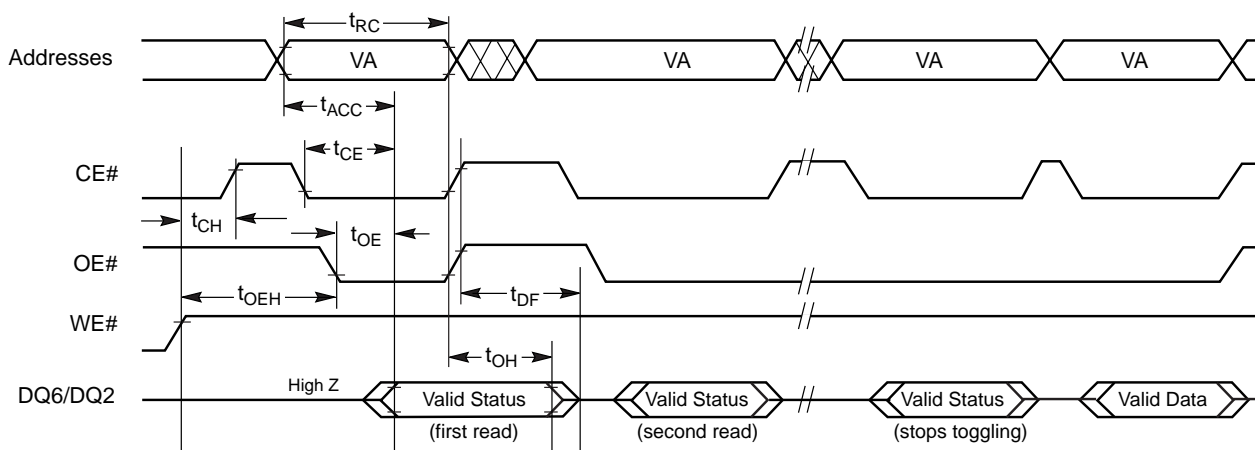 tRC
Addresses VA VA VA VA
tACC
tCE
CE#
tCH tOE
OE#
tOEH tDF
WE#
tOH
DQ6/DQ2 High Z Valid Status Valid Status Valid Status Valid Data
(first read) (second read) (stops toggling)